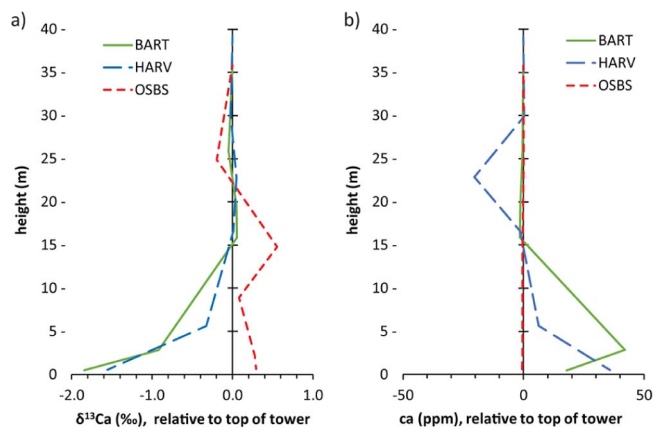 a)
40 -
35 -
30 -
25 -
20 -
15 -
10 -
5 -
0
height (m)
BART
HARV
OSBS
-2.0 -1.0 0.0 1.0
δ¹³Ca (‰), relative to top of tower
b)
40 -
35 -
30 -
25 -
20 -
15 -
10 -
5 -
0
height (m)
BART
HARV
OSBS
-50 0 50
ca (ppm), relative to top of tower